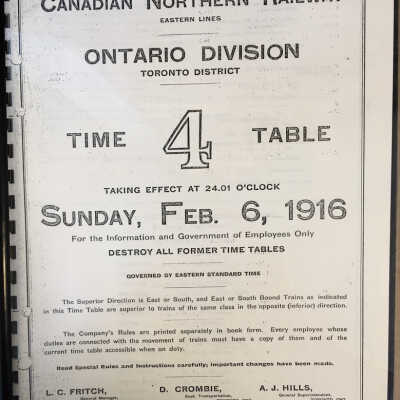 CANADIAN NORTHERN RAILWAY
EASTERN LINES
ONTARIO DIVISION
TORONTO DISTRICT
TIME 4 TABLE
TAKING EFFECT AT 24.01 O'CLOCK
SUNDAY, FEB. 6, 1916
For the Information and Government of Employees Only
DESTROY ALL FORMER TIME TABLES
GOVERNED BY EASTERN STANDARD TIME
The Superior Direction is East or South, and East or South Bound Trains as indicated
in this Time Table are superior to trains of the same class in the opposite (inferior) direction.
The Company's Rules are printed separately in book form. Every employee whose
duties are connected with the movement of trains must have a copy of them and of the
current time table accessible when on duty.
Read Special Rules and Instructions carefully; important changes have been made.
L. C. FRITCH, D. CROMBIE, A. J. HILLS,
General Manager, Supt. Transportation, General Superintendent,